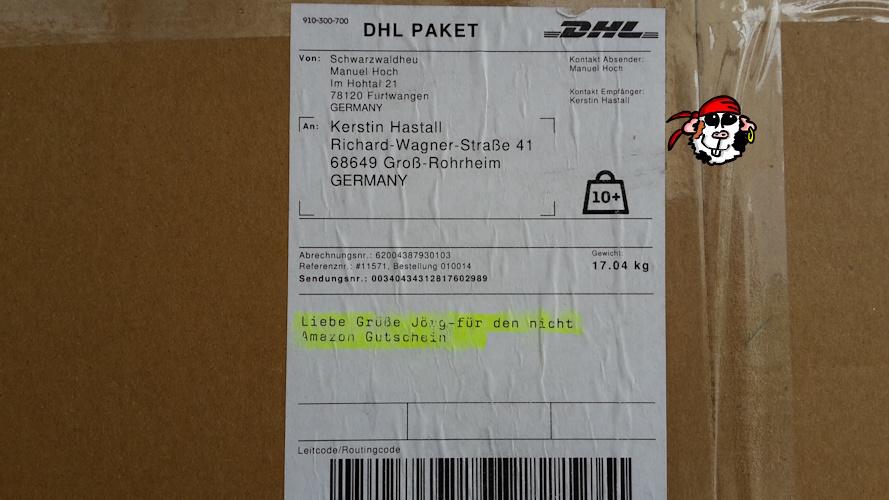 910-300-700
DHL PAKET
DHL
Von: Schwarzwaldheu
Manuel Hoch
Im Hohtal 21
78120 Furtwangen
GERMANY
Kontakt Absender:
Manuel Hoch
Kontakt Empfänger:
Kerstin Hastall
An: Kerstin Hastall
Richard-Wagner-Straße 41
68649 Groß-Rohrheim
GERMANY
10+
Abrechnungsnr.: 62004387930103
Referenznr.: #11571, Bestellung 010014
Sendungsnr.: 00340434312817602989
Gewicht:
17.04 kg
Liebe Grüße Jörg-für den nicht
Amazon Gutschein
Leitcode/Routingcode